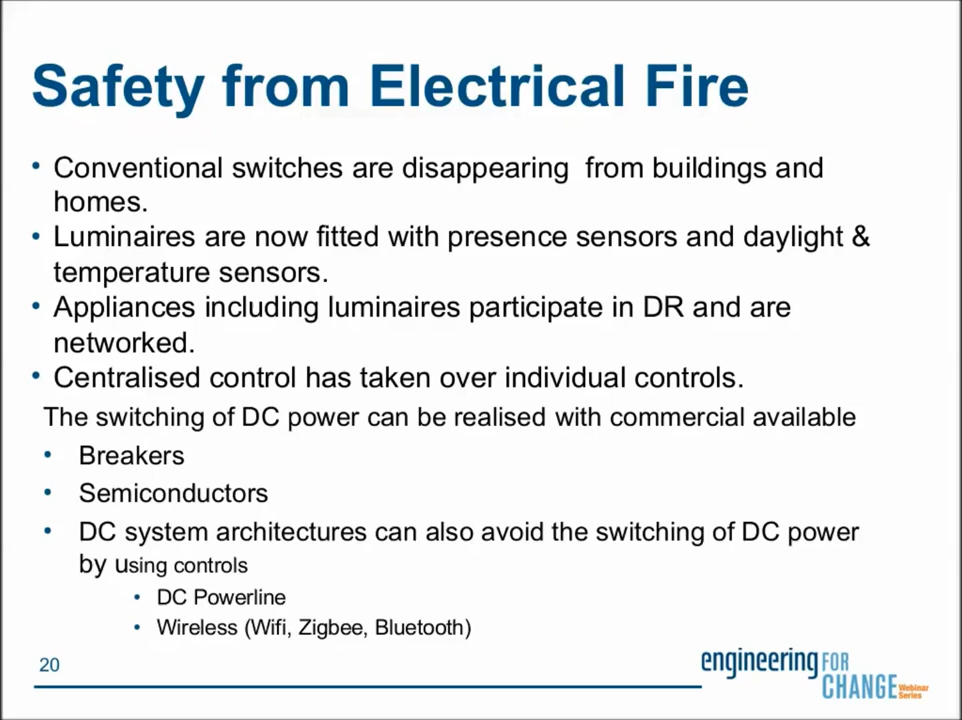 Safety from Electrical Fire
• Conventional switches are disappearing from buildings and
homes.
• Luminaires are now fitted with presence sensors and daylight &
temperature sensors.
• Appliances including luminaires participate in DR and are
networked.
• Centralised control has taken over individual controls.
The switching of DC power can be realised with commercial available
• Breakers
• Semiconductors
• DC system architectures can also avoid the switching of DC power
by using controls
• DC Powerline
• Wireless (Wifi, Zigbee, Bluetooth)
20
engineering FOR
CHANGE Webinar
Series